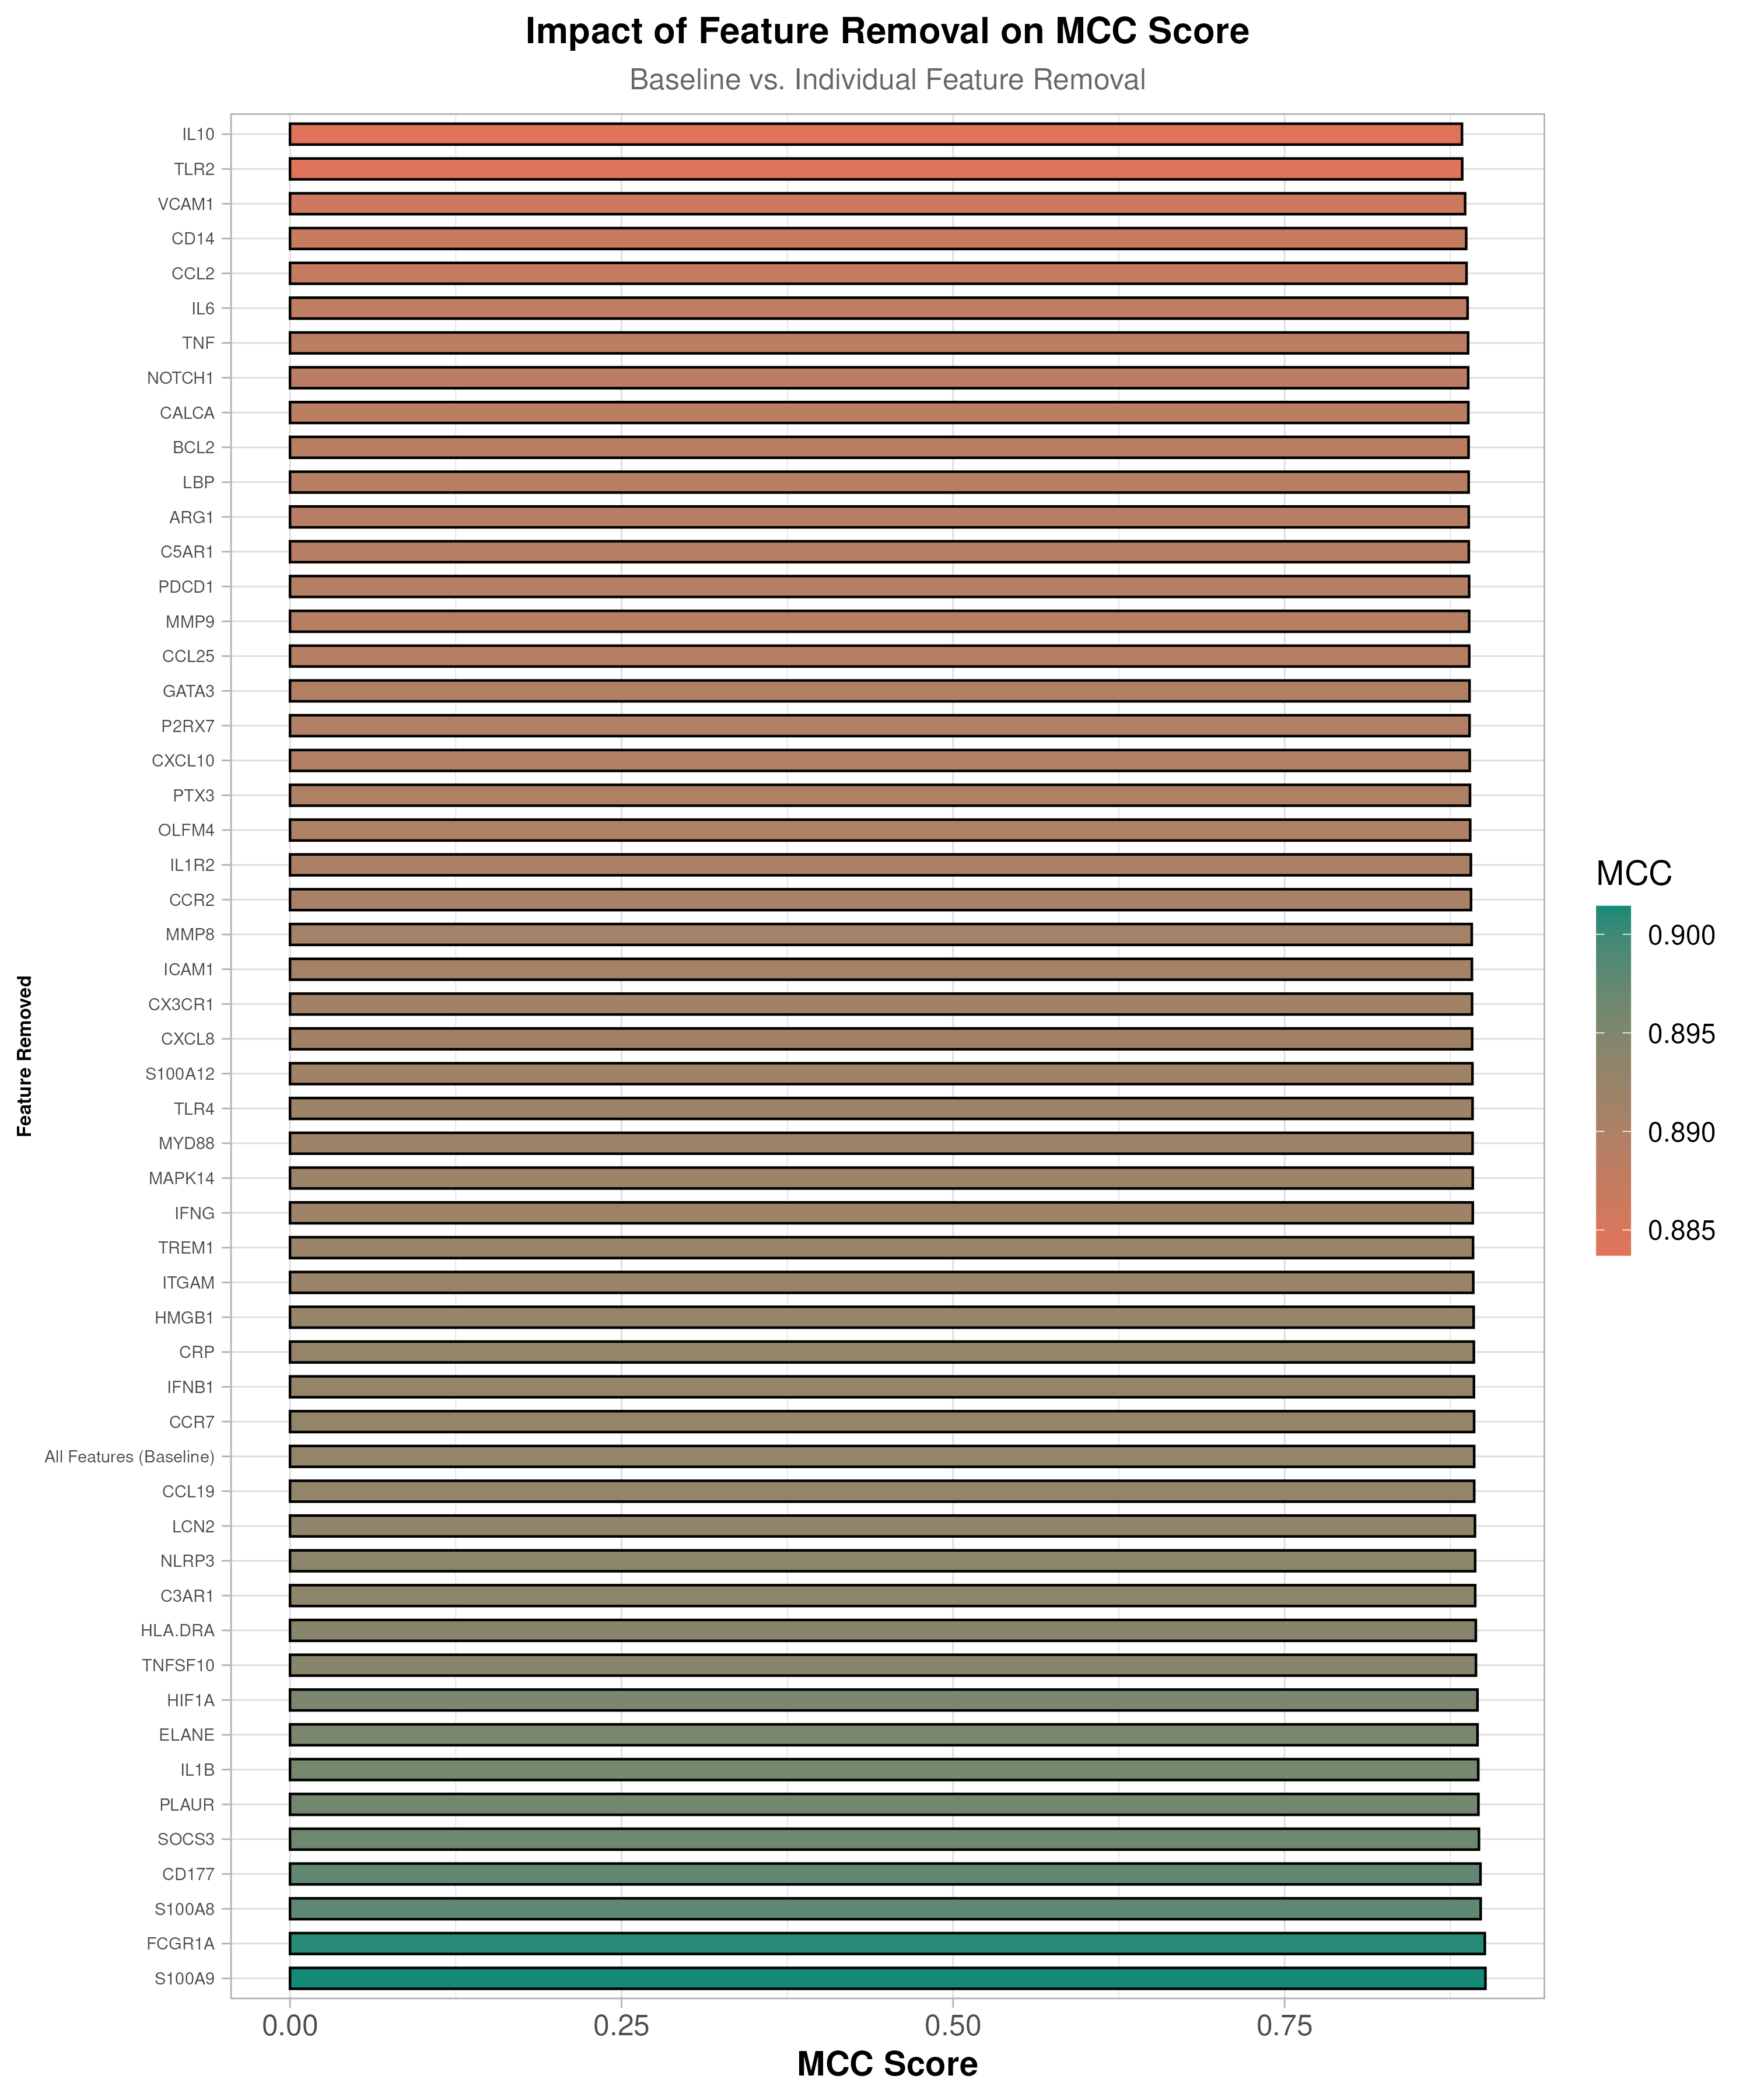 Impact of Feature Removal on MCC Score
Baseline vs. Individual Feature Removal
Feature Removed
IL10
TLR2
VCAM1
CD14
CCL2
IL6
TNF
NOTCH1
CALCA
BCL2
LBP
ARG1
C5AR1
PDCD1
MMP9
CCL25
GATA3
P2RX7
CXCL10
PTX3
OLFM4
IL1R2
CCR2
MMP8
ICAM1
CX3CR1
CXCL8
S100A12
TLR4
MYD88
MAPK14
IFNG
TREM1
ITGAM
HMGB1
CRP
IFNB1
CCR7
All Features (Baseline)
CCL19
LCN2
NLRP3
C3AR1
HLA.DRA
TNFSF10
HIF1A
ELANE
IL1B
PLAUR
SOCS3
CD177
S100A8
FCGR1A
S100A9
0.00 0.25 0.50 0.75
MCC Score
MCC
0.900
0.895
0.890
0.885